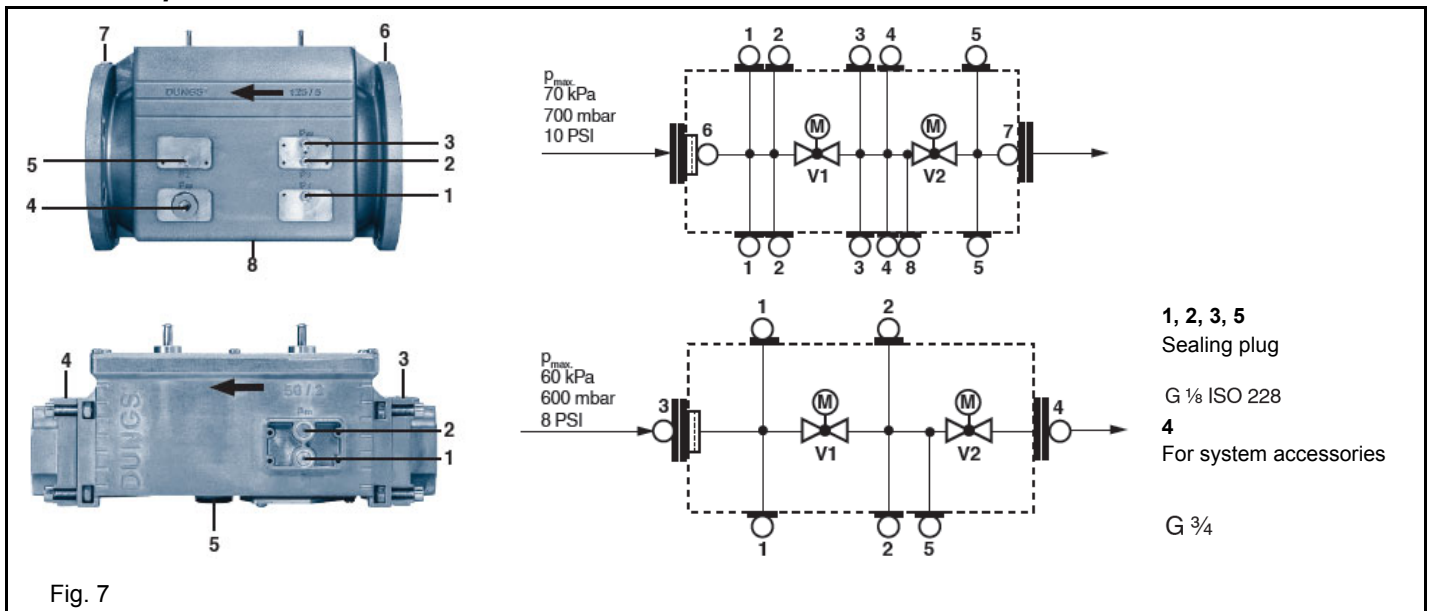 7
6
DUNGS
125 / 5
3
2
5
1
4
8
1 2 3 4 5
Pmax.
70 kPa
700 mbar
10 PSI
6 M M 7
V1 V2
1 2 3 4 8 5
4
3
50 / 2
DUNGS
2
1
5
1 2
Pmax.
60 kPa
600 mbar
8 PSI
3 M M 4
V1 V2
1 2 5
1, 2, 3, 5
Sealing plug
G ⅛ ISO 228
4
For system accessories
G ¾
Fig. 7